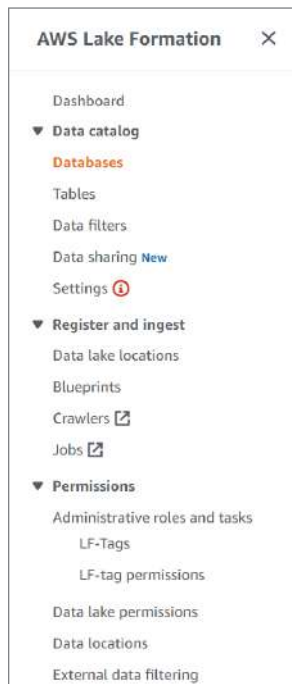 AWS Lake Formation
Dashboard
Data catalog
Databases
Tables
Data filters
Data sharing New
Settings
Register and ingest
Data lake locations
Blueprints
Crawlers
Jobs
Permissions
Administrative roles and tasks
LF-Tags
LF-tag permissions
Data lake permissions
Data locations
External data filtering